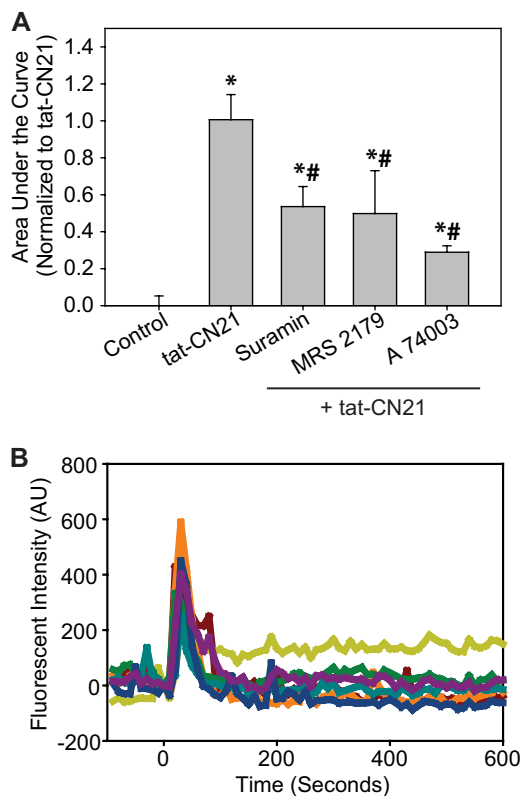 A
Area Under the Curve
(Normalized to tat-CN21)
1.4
1.2
1.0
0.8
0.6
0.4
0.2
0.0
*
*#
*#
*#
Control
tat-CN21
Suramin
MRS 2179
A 74003
+ tat-CN21
B
Fluorescent Intensity (AU)
800
600
400
200
0
-200
0
200
400
600
Time (Seconds)